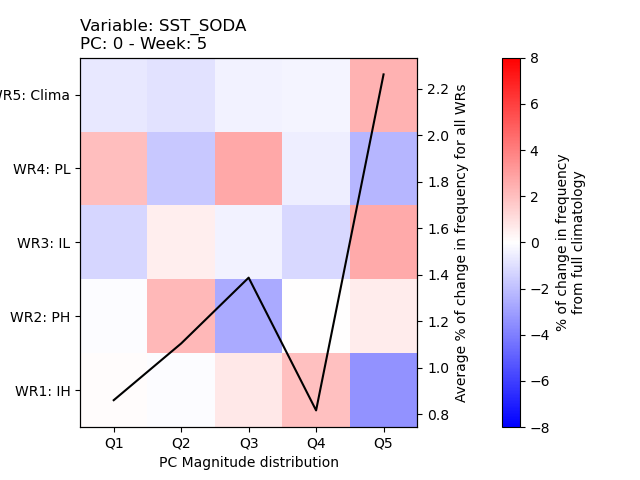 Variable: SST_SODA
PC: 0 - Week: 5
WR5: Clima
WR4: PL
WR3: IL
WR2: PH
WR1: IH
Q1 Q2 Q3 Q4 Q5
PC Magnitude distribution
2.2
2.0
1.8
1.6
1.4
1.2
1.0
0.8
Average % of change in frequency for all WRs
8
6
4
2
0
−2
−4
−6
−8
% of change in frequency
from full climatology